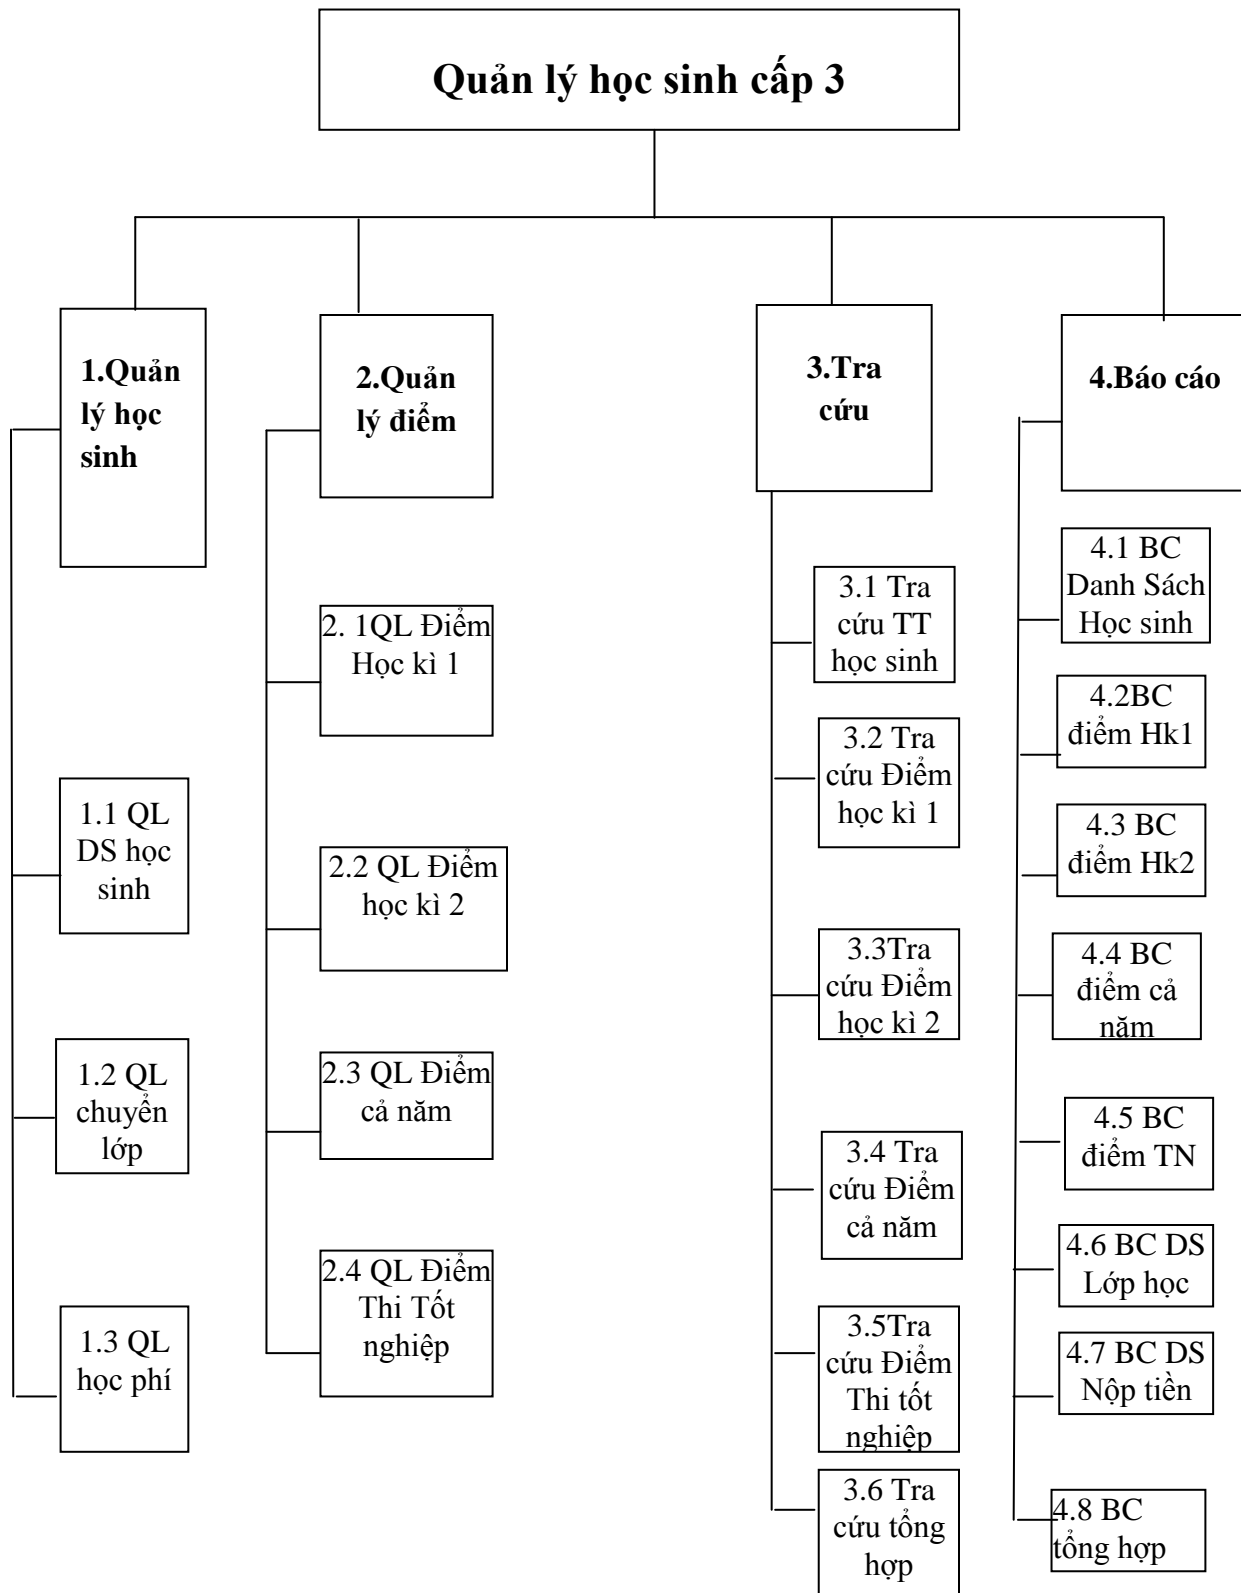 Quản lý học sinh cấp 3
1.Quản
lý học
sinh
2.Quản
lý điểm
3.Tra
cứu
4.Báo cáo
1.1 QL
DS học
sinh
1.2 QL
chuyển
lớp
1.3 QL
học phí
2. 1QL Điểm
Học kì 1
2.2 QL Điểm
học kì 2
2.3 QL Điểm
cả năm
2.4 QL Điểm
Thi Tốt
nghiệp
3.1 Tra
cứu TT
học sinh
3.2 Tra
cứu Điểm
học kì 1
3.3Tra
cứu Điểm
học kì 2
3.4 Tra
cứu Điểm
cả năm
3.5Tra
cứu Điểm
Thi tốt
nghiệp
3.6 Tra
cứu tổng
hợp
4.1 BC
Danh Sách
Học sinh
4.2BC
điểm Hk1
4.3 BC
điểm Hk2
4.4 BC
điểm cả
năm
4.5 BC
điểm TN
4.6 BC DS
Lớp học
4.7 BC DS
Nộp tiền
4.8 BC
tổng hợp